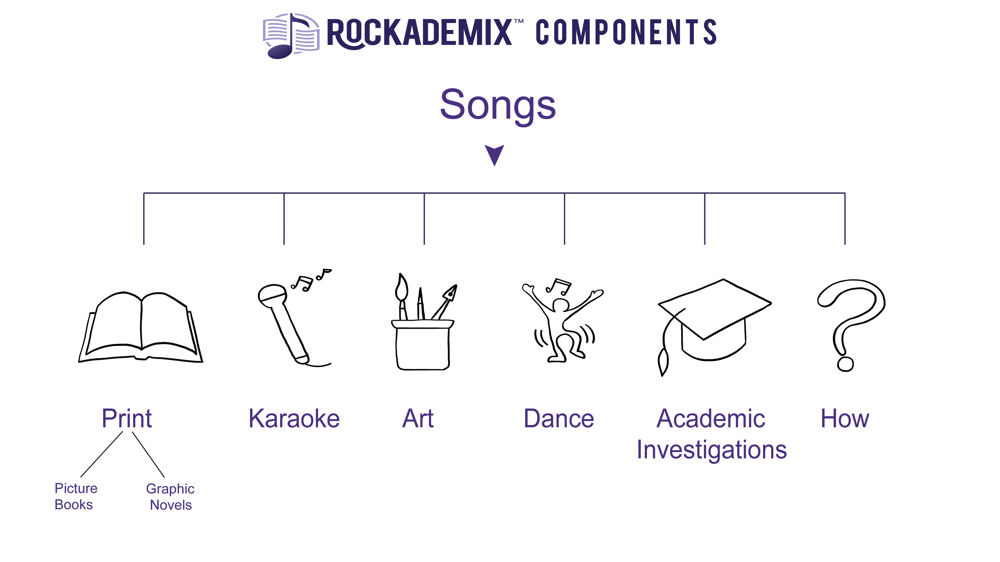 ROCKADEMIX™ COMPONENTS
Songs
Print
Karaoke
Art
Dance
Academic
Investigations
How
Picture
Books
Graphic
Novels